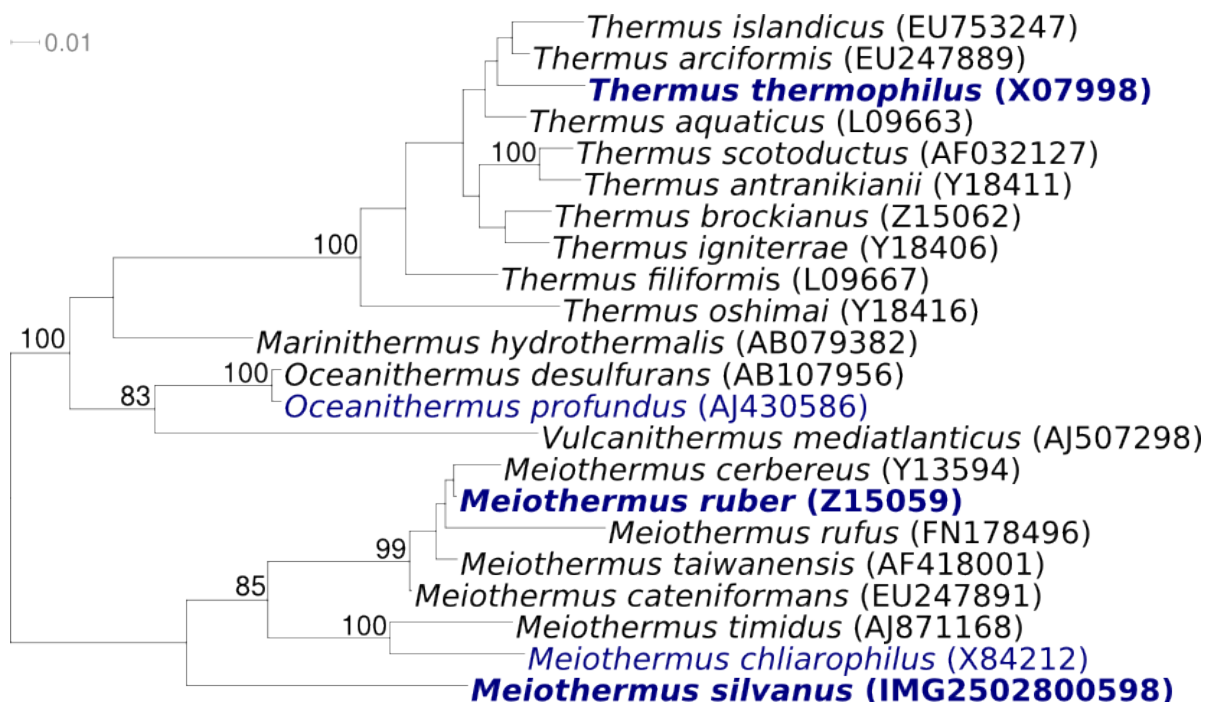 0.01
Thermus islandicus (EU753247)
Thermus arciformis (EU247889)
Thermus thermophilus (X07998)
Thermus aquaticus (L09663)
100
Thermus scotoductus (AF032127)
Thermus antranikianii (Y18411)
Thermus brockianus (Z15062)
100
Thermus igniterrae (Y18406)
Thermus filiformis (L09667)
Thermus oshimai (Y18416)
100
Marinithermus hydrothermalis (AB079382)
100
Oceanithermus desulfurans (AB107956)
83
Oceanithermus profundus (AJ430586)
Vulcanithermus mediatlanticus (AJ507298)
Meiothermus cerbereus (Y13594)
Meiothermus ruber (Z15059)
Meiothermus rufus (FN178496)
99
Meiothermus taiwanensis (AF418001)
85
Meiothermus cateniformans (EU247891)
100
Meiothermus timidus (AJ871168)
Meiothermus chliarophilus (X84212)
Meiothermus silvanus (IMG2502800598)